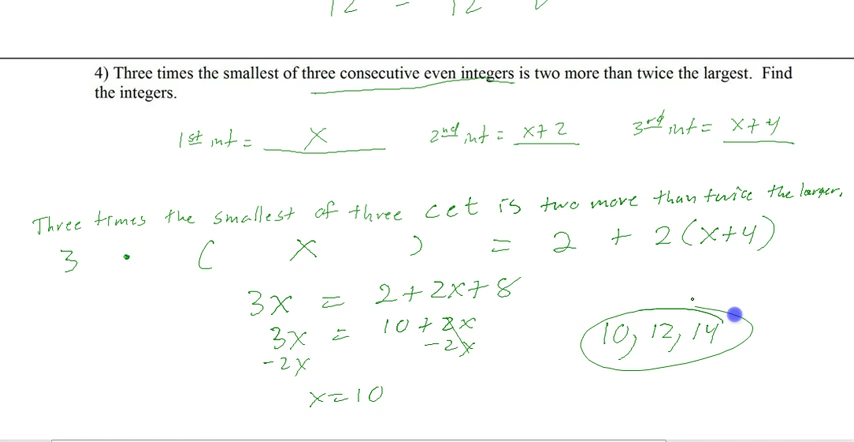 12 = 12
4) Three times the smallest of three consecutive even integers is two more than twice the largest. Find
the integers.
1st int = x 2nd int = x+2 3rd int = x+4
Three times the smallest of three cet is two more than twice the larger.
3 • ( x ) = 2 + 2(x+4)
3x = 2+2x+8
3x = 10+2x
-2x -2x
x=10
10, 12, 14